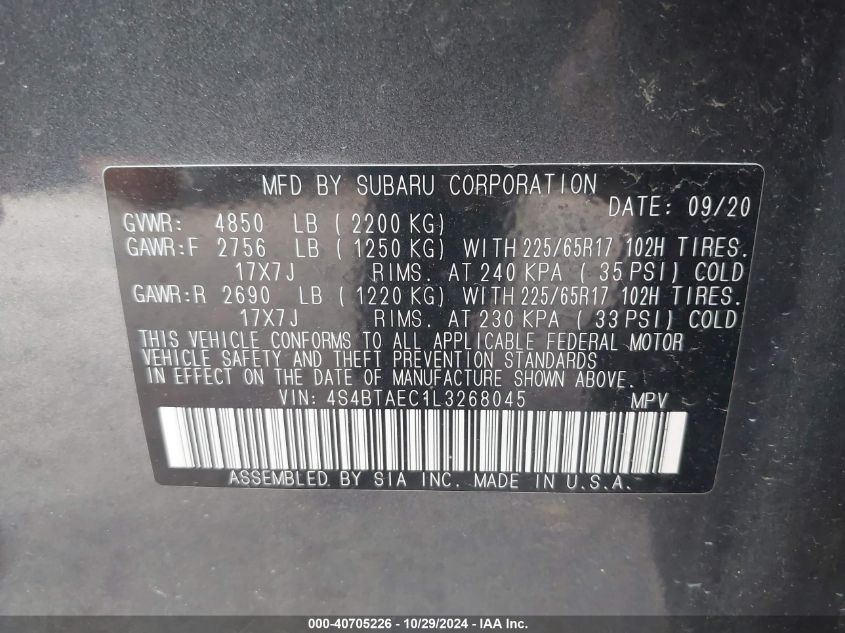 MFD BY SUBARU CORPORATION
DATE: 09/20
GVWR: 4850 LB ( 2200 KG)
GAWR:F 2756 LB ( 1250 KG) WITH 225/65R17 102H TIRES.
17X7J RIMS. AT 240 KPA ( 35 PSI) COLD
GAWR:R 2690 LB ( 1220 KG) WITH 225/65R17 102H TIRES.
17X7J RIMS. AT 230 KPA ( 33 PSI) COLD
THIS VEHICLE CONFORMS TO ALL APPLICABLE FEDERAL MOTOR
VEHICLE SAFETY AND THEFT PREVENTION STANDARDS
IN EFFECT ON THE DATE OF MANUFACTURE SHOWN ABOVE.
VIN: 4S4BTAEC1L3268045 MPV
ASSEMBLED BY SIA INC. MADE IN U.S.A.
000-40705226 - 10/29/2024 - IAA Inc.